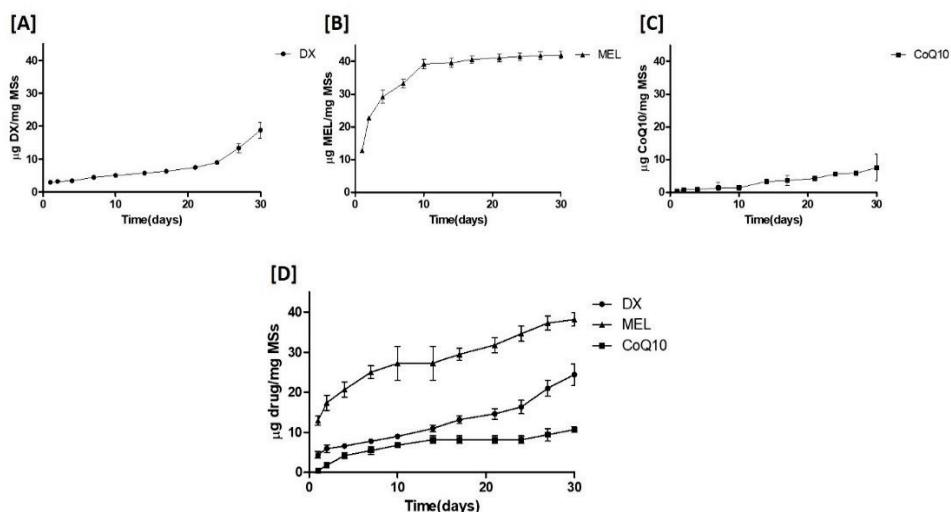 [A]
DX
µg DX/mg MSs
40
30
20
10
0
0 10 20 30
Time(days)
[B]
MEL
µg MEL/mg MSs
40
30
20
10
0
0 10 20 30
Time(days)
[C]
CoQ10
µg CoQ10/mg MSs
40
30
20
10
0
0 10 20 30
Time(days)
[D]
DX
MEL
CoQ10
µg drug/mg MSs
40
30
20
10
0
0 10 20 30
Time(days)